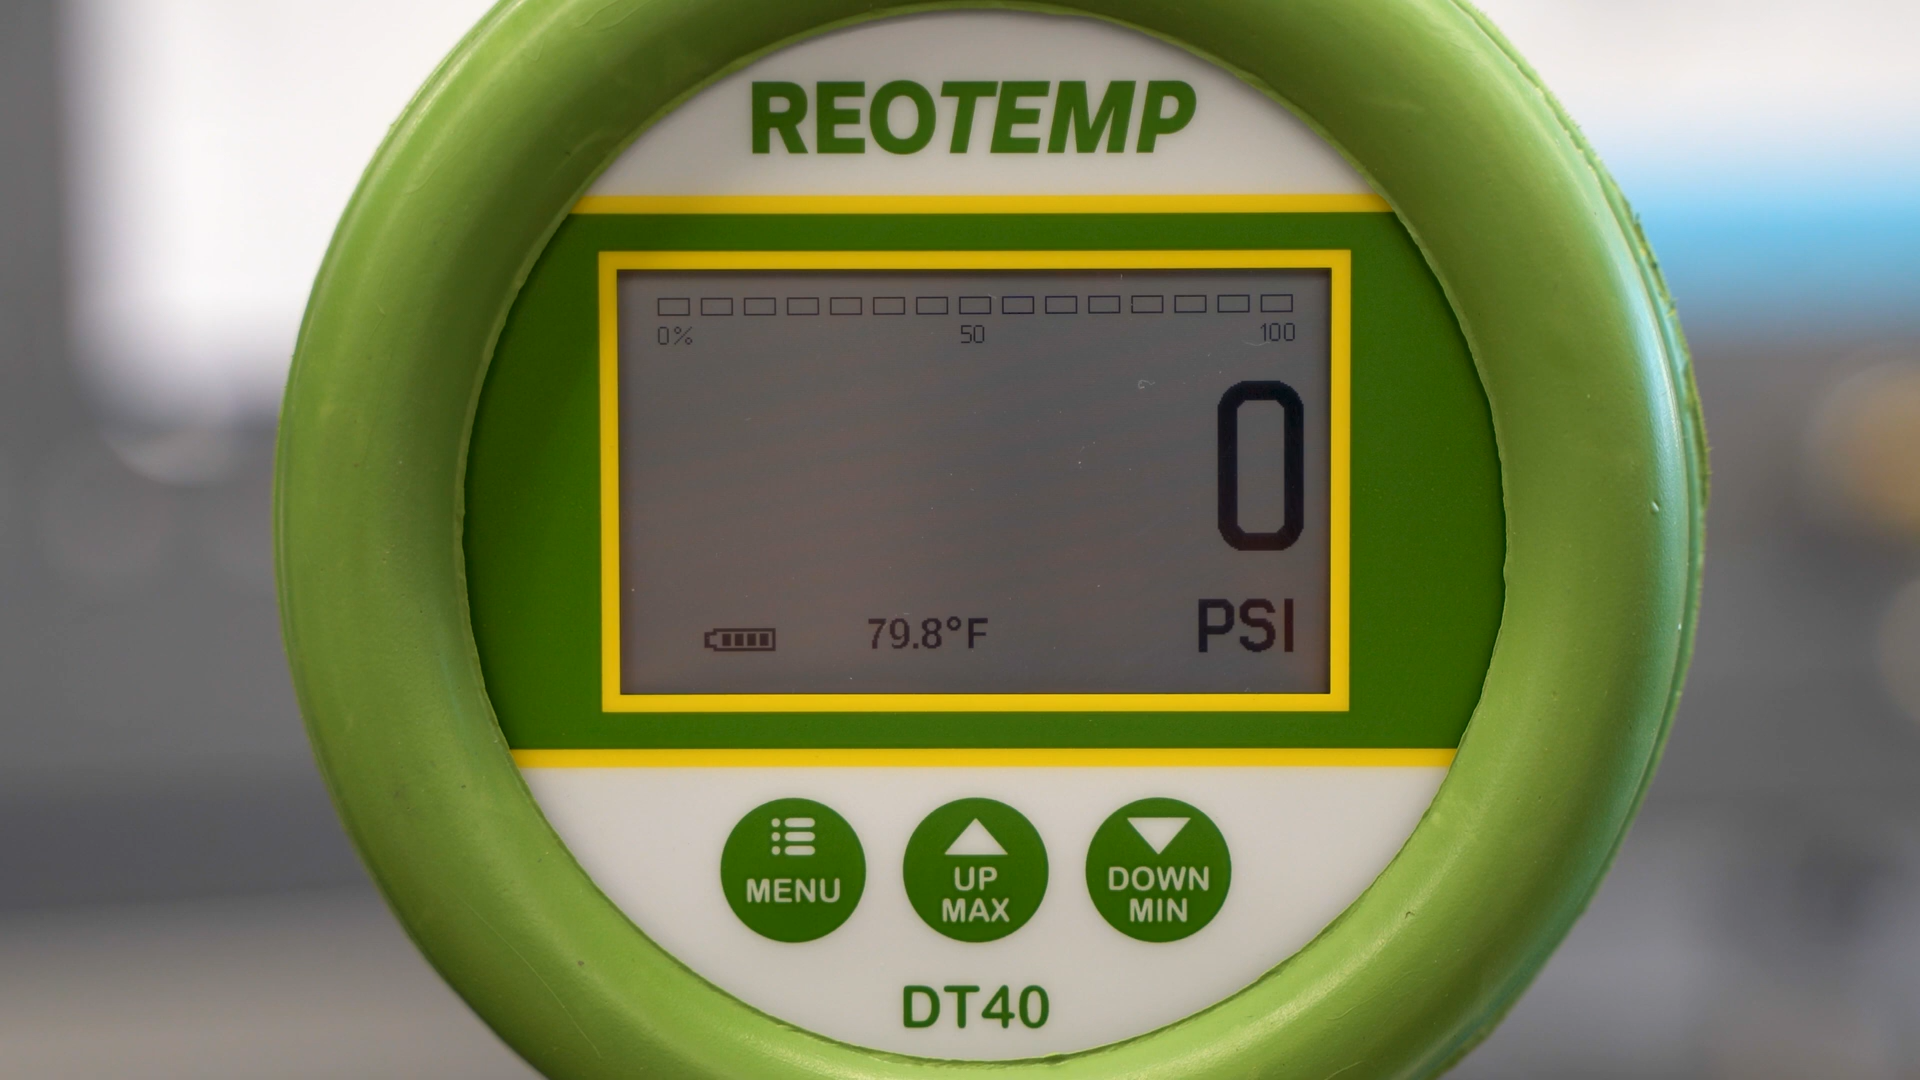 REOTEMP
0% 50 100
0
79.8°F PSI
MENU
UP
MAX
DOWN
MIN
DT40